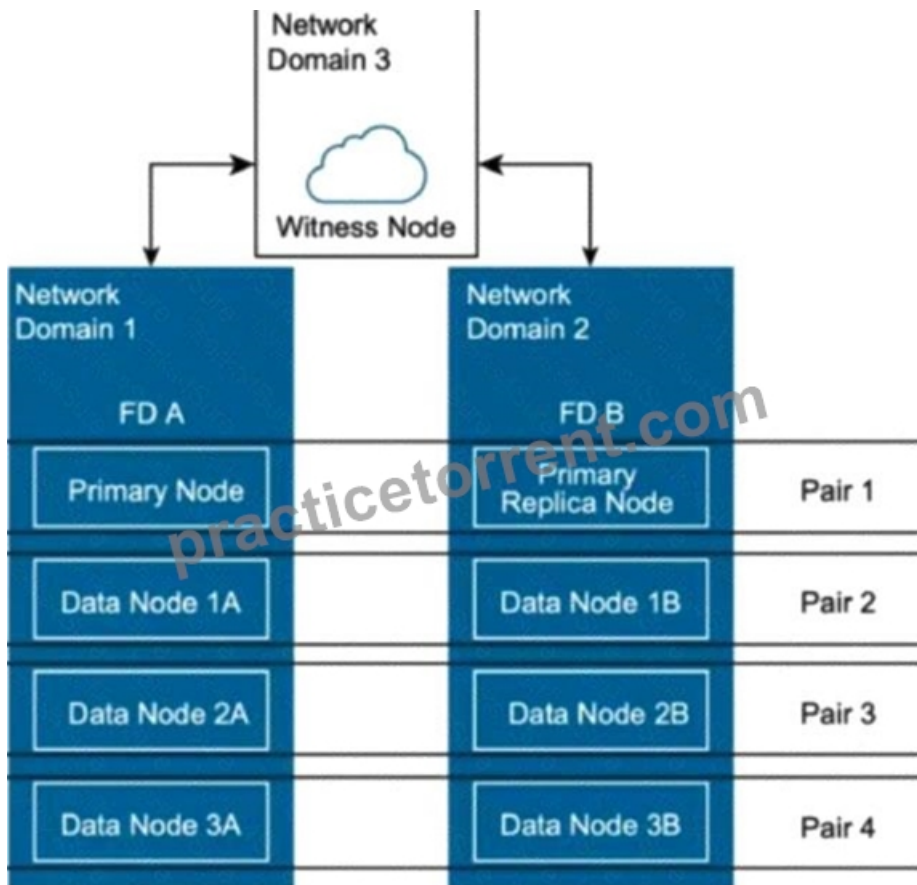 Network
Domain 3
Witness Node
Network
Domain 1
Network
Domain 2
FD A
FD B
Primary Node
Primary
Replica Node
Pair 1
Data Node 1A
Data Node 1B
Pair 2
Data Node 2A
Data Node 2B
Pair 3
Data Node 3A
Data Node 3B
Pair 4
practicetorrent.com